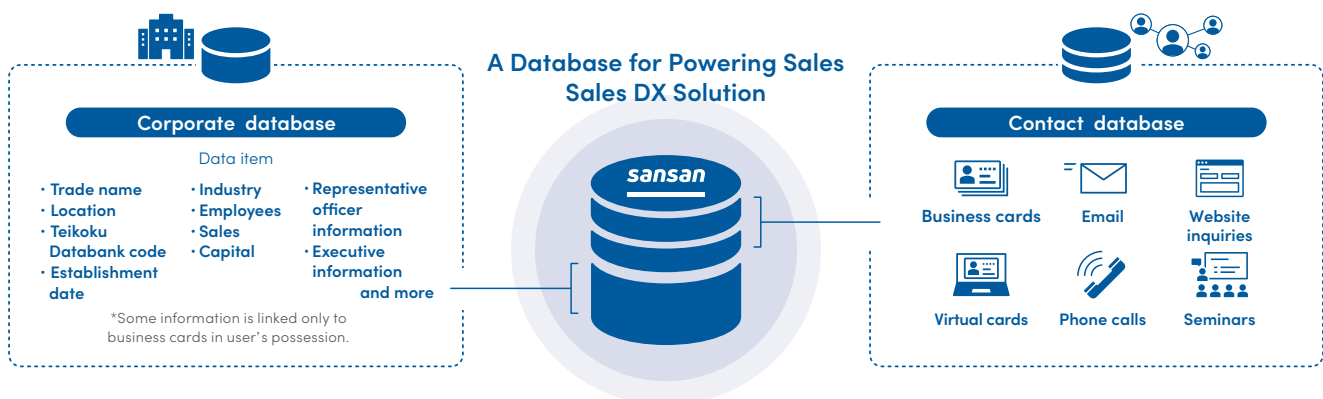 A Database for Powering Sales
Sales DX Solution
Corporate database
Data item
・Trade name
・Location
・Teikoku
Databank code
・Establishment
date
・Industry
・Employees
・Sales
・Capital
・Representative
officer
information
・Executive
information
and more
*Some information is linked only to
business cards in user's possession.
sansan
Contact database
Business cards
Email
Website
inquiries
Virtual cards
Phone calls
Seminars